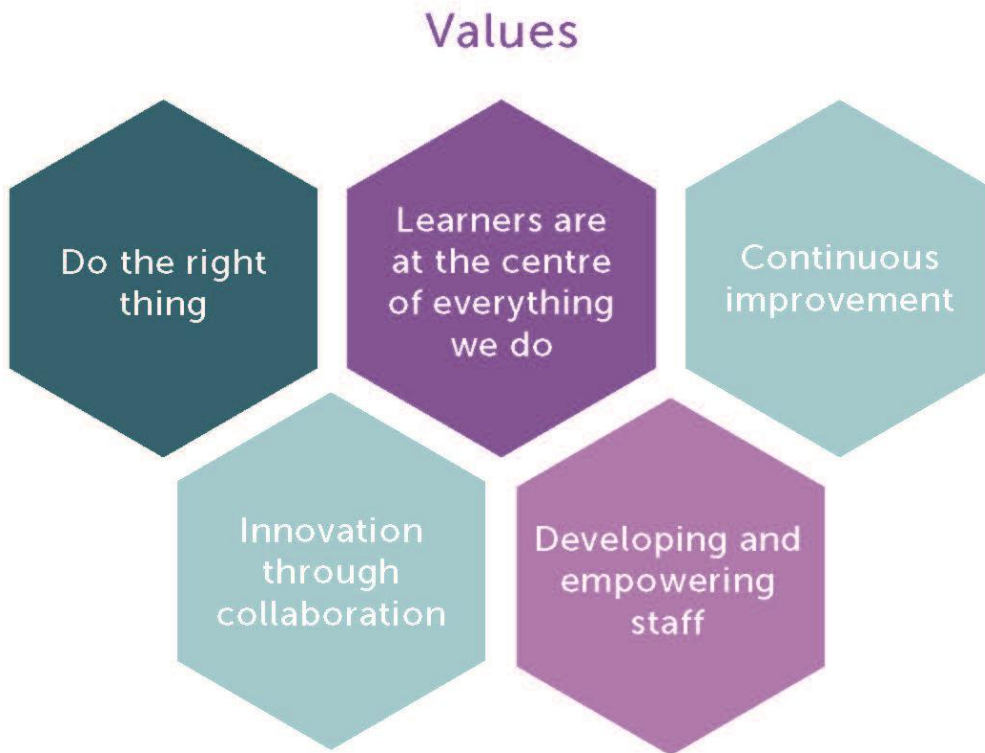 Values
Do the right
thing
Learners are
at the centre
of everything
we do
Continuous
improvement
Innovation
through
collaboration
Developing and
empowering
staff